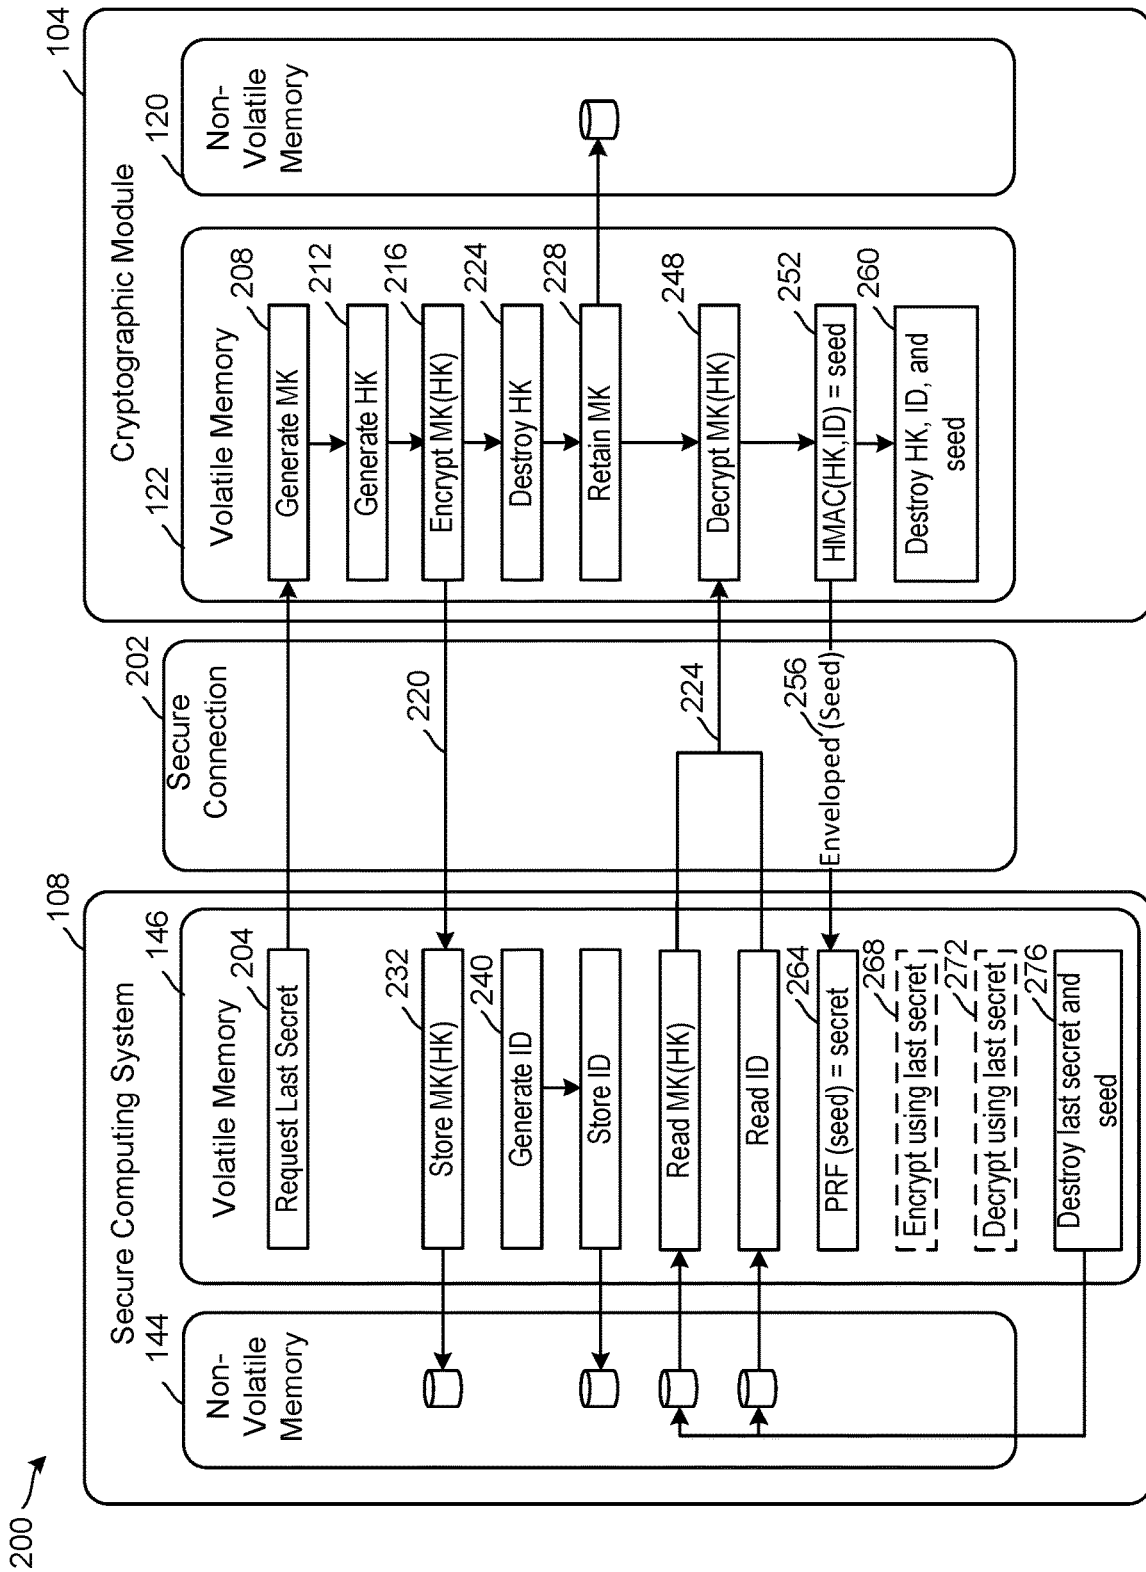 200
Secure Computing System
108
144
Non-
Volatile
Memory
146
Volatile Memory
204
Request Last Secret
232
Store MK(HK)
240
Generate ID
Store ID
Read MK(HK)
Read ID
264
PRF (seed) = secret
268
Encrypt using last secret
272
Decrypt using last secret
276
Destroy last secret and
seed
202
Secure
Connection
220
224
256
Enveloped (Seed)
Cryptographic Module
104
122
Volatile Memory
208
Generate MK
212
Generate HK
216
Encrypt MK(HK)
224
Destroy HK
228
Retain MK
248
Decrypt MK(HK)
252
HMAC(HK,ID) = seed
260
Destroy HK, ID, and
seed
120
Non-
Volatile
Memory